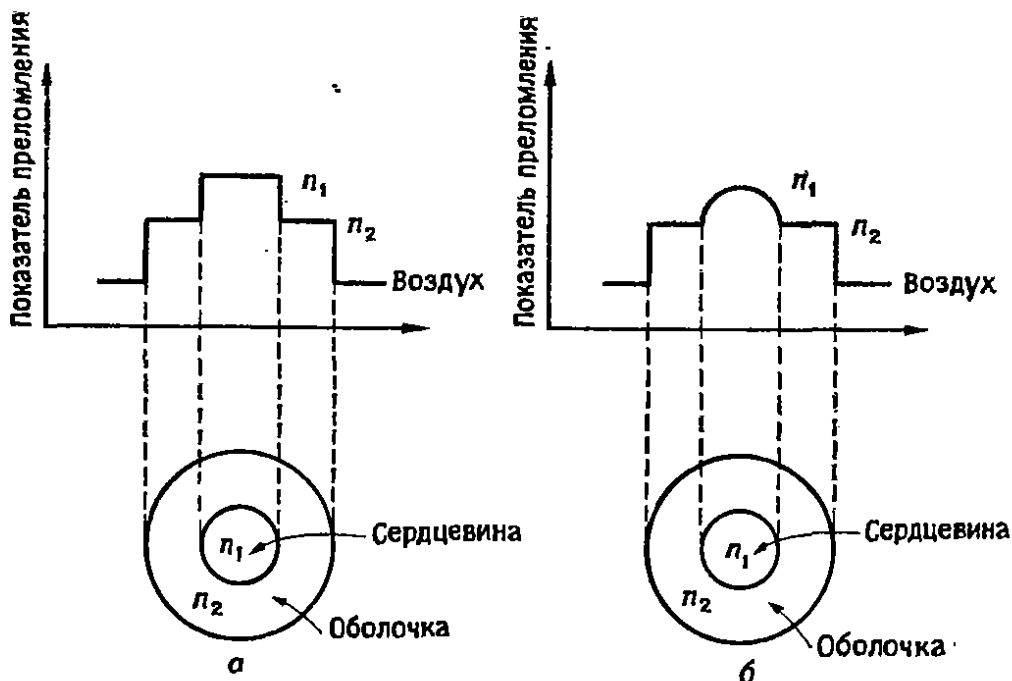 Показатель преломления
n₁
n₂
Воздух
n₁
Сердцевина
n₂
Оболочка
а
Показатель преломления
n₁
n₂
Воздух
n₁
Сердцевина
n₂
Оболочка
б